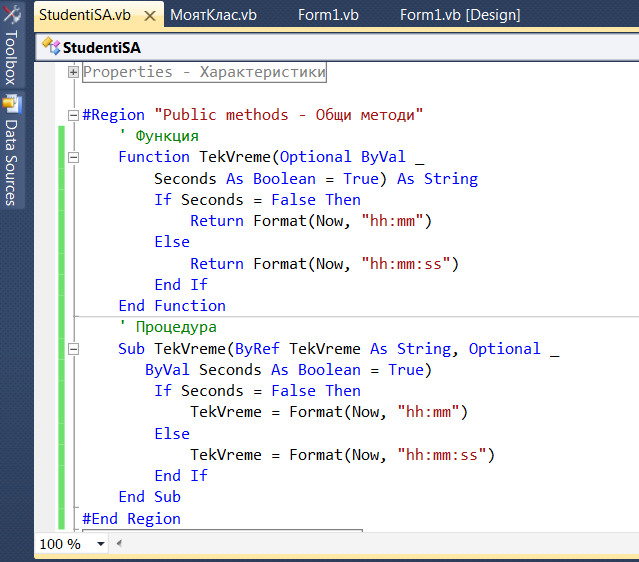 StudentiSA.vb МоятКлас.vb Form1.vb Form1.vb [Design]
Toolbox
Data Sources
StudentiSA
Properties - Характеристики
#Region "Public methods - Общи методи"
' Функция
Function TekVreme(Optional ByVal _
Seconds As Boolean = True) As String
If Seconds = False Then
Return Format(Now, "hh:mm")
Else
Return Format(Now, "hh:mm:ss")
End If
End Function
' Процедура
Sub TekVreme(ByRef TekVreme As String, Optional _
ByVal Seconds As Boolean = True)
If Seconds = False Then
TekVreme = Format(Now, "hh:mm")
Else
TekVreme = Format(Now, "hh:mm:ss")
End If
End Sub
#End Region
100 %